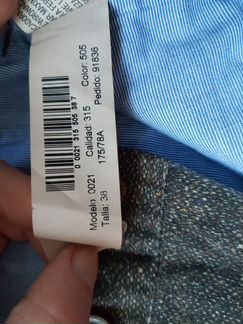 Modelo 0021 Calidad: 315 Color: 505
Talla: 38 175/78A Pedido: 91836
0 0021 315 505 38 7